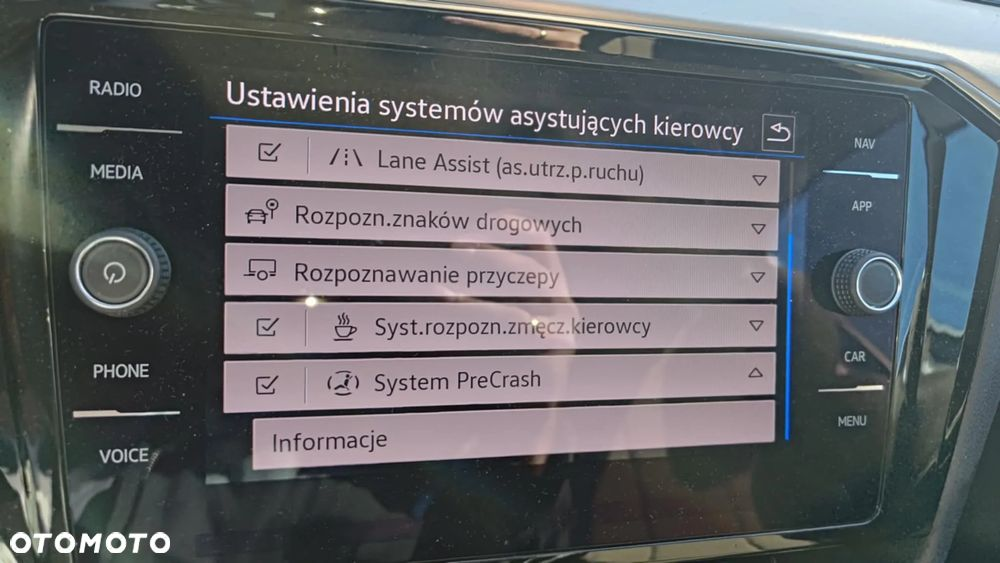 RADIO
MEDIA
PHONE
VOICE
Ustawienia systemów asystujących kierowcy
Lane Assist (as.utrz.p.ruchu)
Rozpozn.znaków drogowych
Rozpoznawanie przyczepy
Syst.rozpozn.zmęcz.kierowcy
System PreCrash
Informacje
NAV
APP
CAR
MENU
OTOMOTO